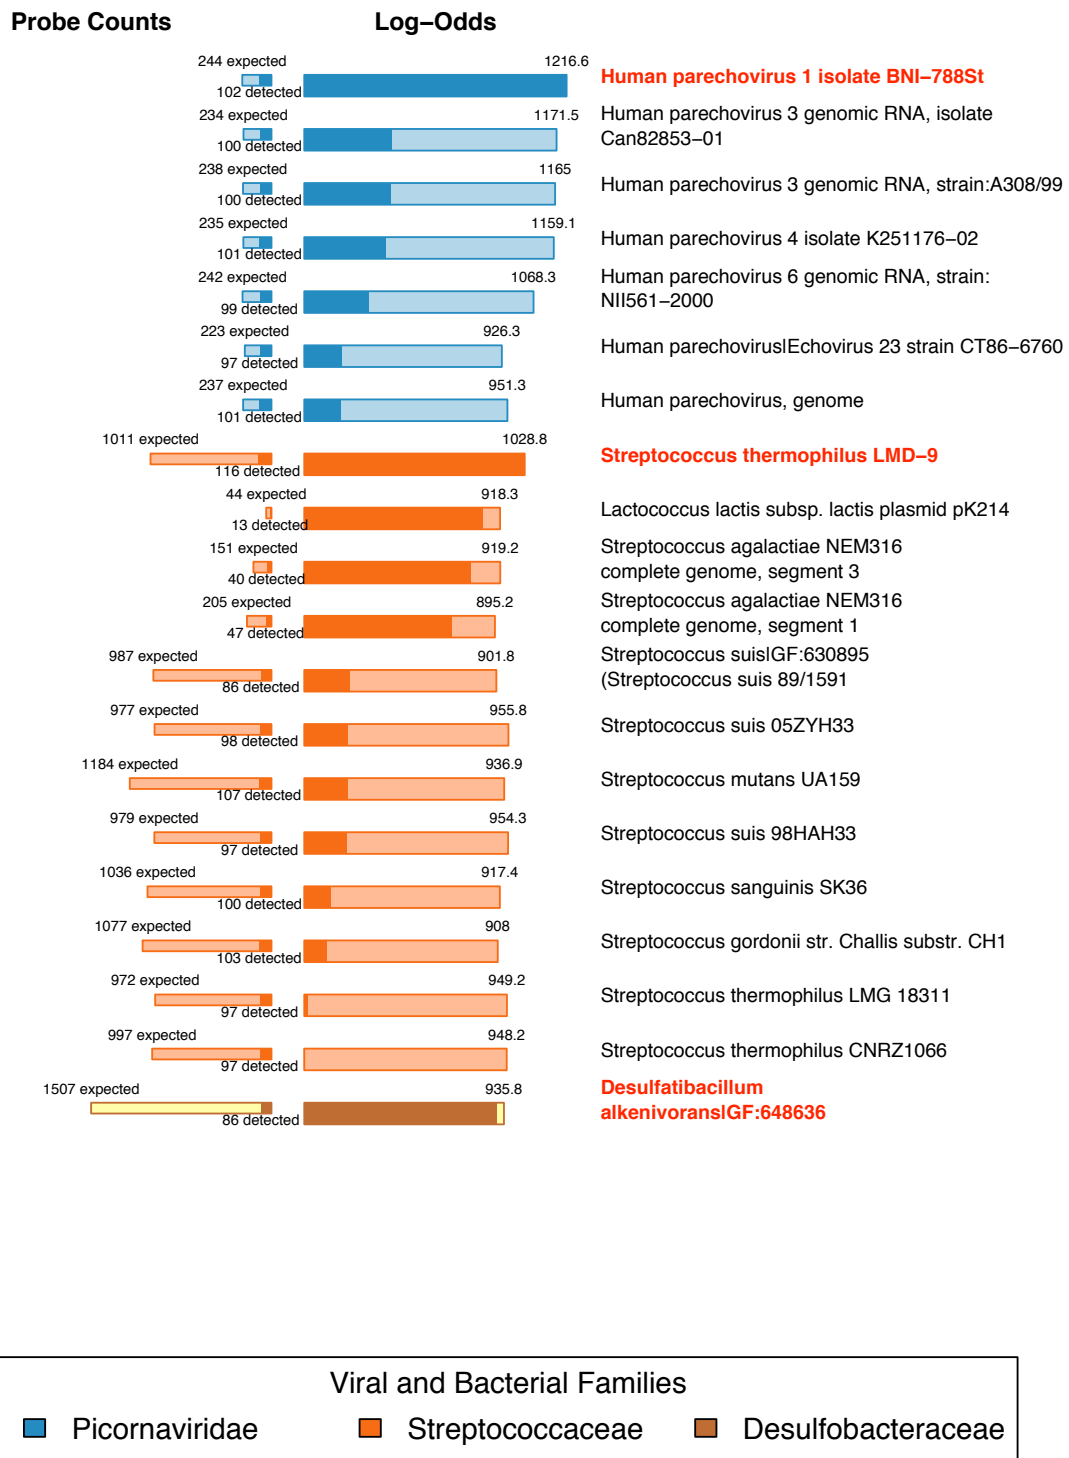 Probe Counts Log−Odds
244 expected 1216.6
102 detected
Human parechovirus 1 isolate BNI−788St
234 expected 1171.5
100 detected
Human parechovirus 3 genomic RNA, isolate
Can82853−01
238 expected 1165
100 detected
Human parechovirus 3 genomic RNA, strain:A308/99
235 expected 1159.1
101 detected
Human parechovirus 4 isolate K251176−02
242 expected 1068.3
99 detected
Human parechovirus 6 genomic RNA, strain:
NII561−2000
223 expected 926.3
97 detected
Human parechovirus|Echovirus 23 strain CT86−6760
237 expected 951.3
101 detected
Human parechovirus, genome
1011 expected 1028.8
116 detected
Streptococcus thermophilus LMD−9
44 expected 918.3
13 detected
Lactococcus lactis subsp. lactis plasmid pK214
151 expected 919.2
40 detected
Streptococcus agalactiae NEM316
complete genome, segment 3
205 expected 895.2
47 detected
Streptococcus agalactiae NEM316
complete genome, segment 1
987 expected 901.8
86 detected
Streptococcus suis|GF:630895
(Streptococcus suis 89/1591
977 expected 955.8
98 detected
Streptococcus suis 05ZYH33
1184 expected 936.9
107 detected
Streptococcus mutans UA159
979 expected 954.3
97 detected
Streptococcus suis 98HAH33
1036 expected 917.4
100 detected
Streptococcus sanguinis SK36
1077 expected 908
103 detected
Streptococcus gordonii str. Challis substr. CH1
972 expected 949.2
97 detected
Streptococcus thermophilus LMG 18311
997 expected 948.2
97 detected
Streptococcus thermophilus CNRZ1066
1507 expected 935.8
86 detected
Desulfatibacillum
alkenivorans|GF:648636
Viral and Bacterial Families
Picornaviridae Streptococcaceae Desulfobacteraceae